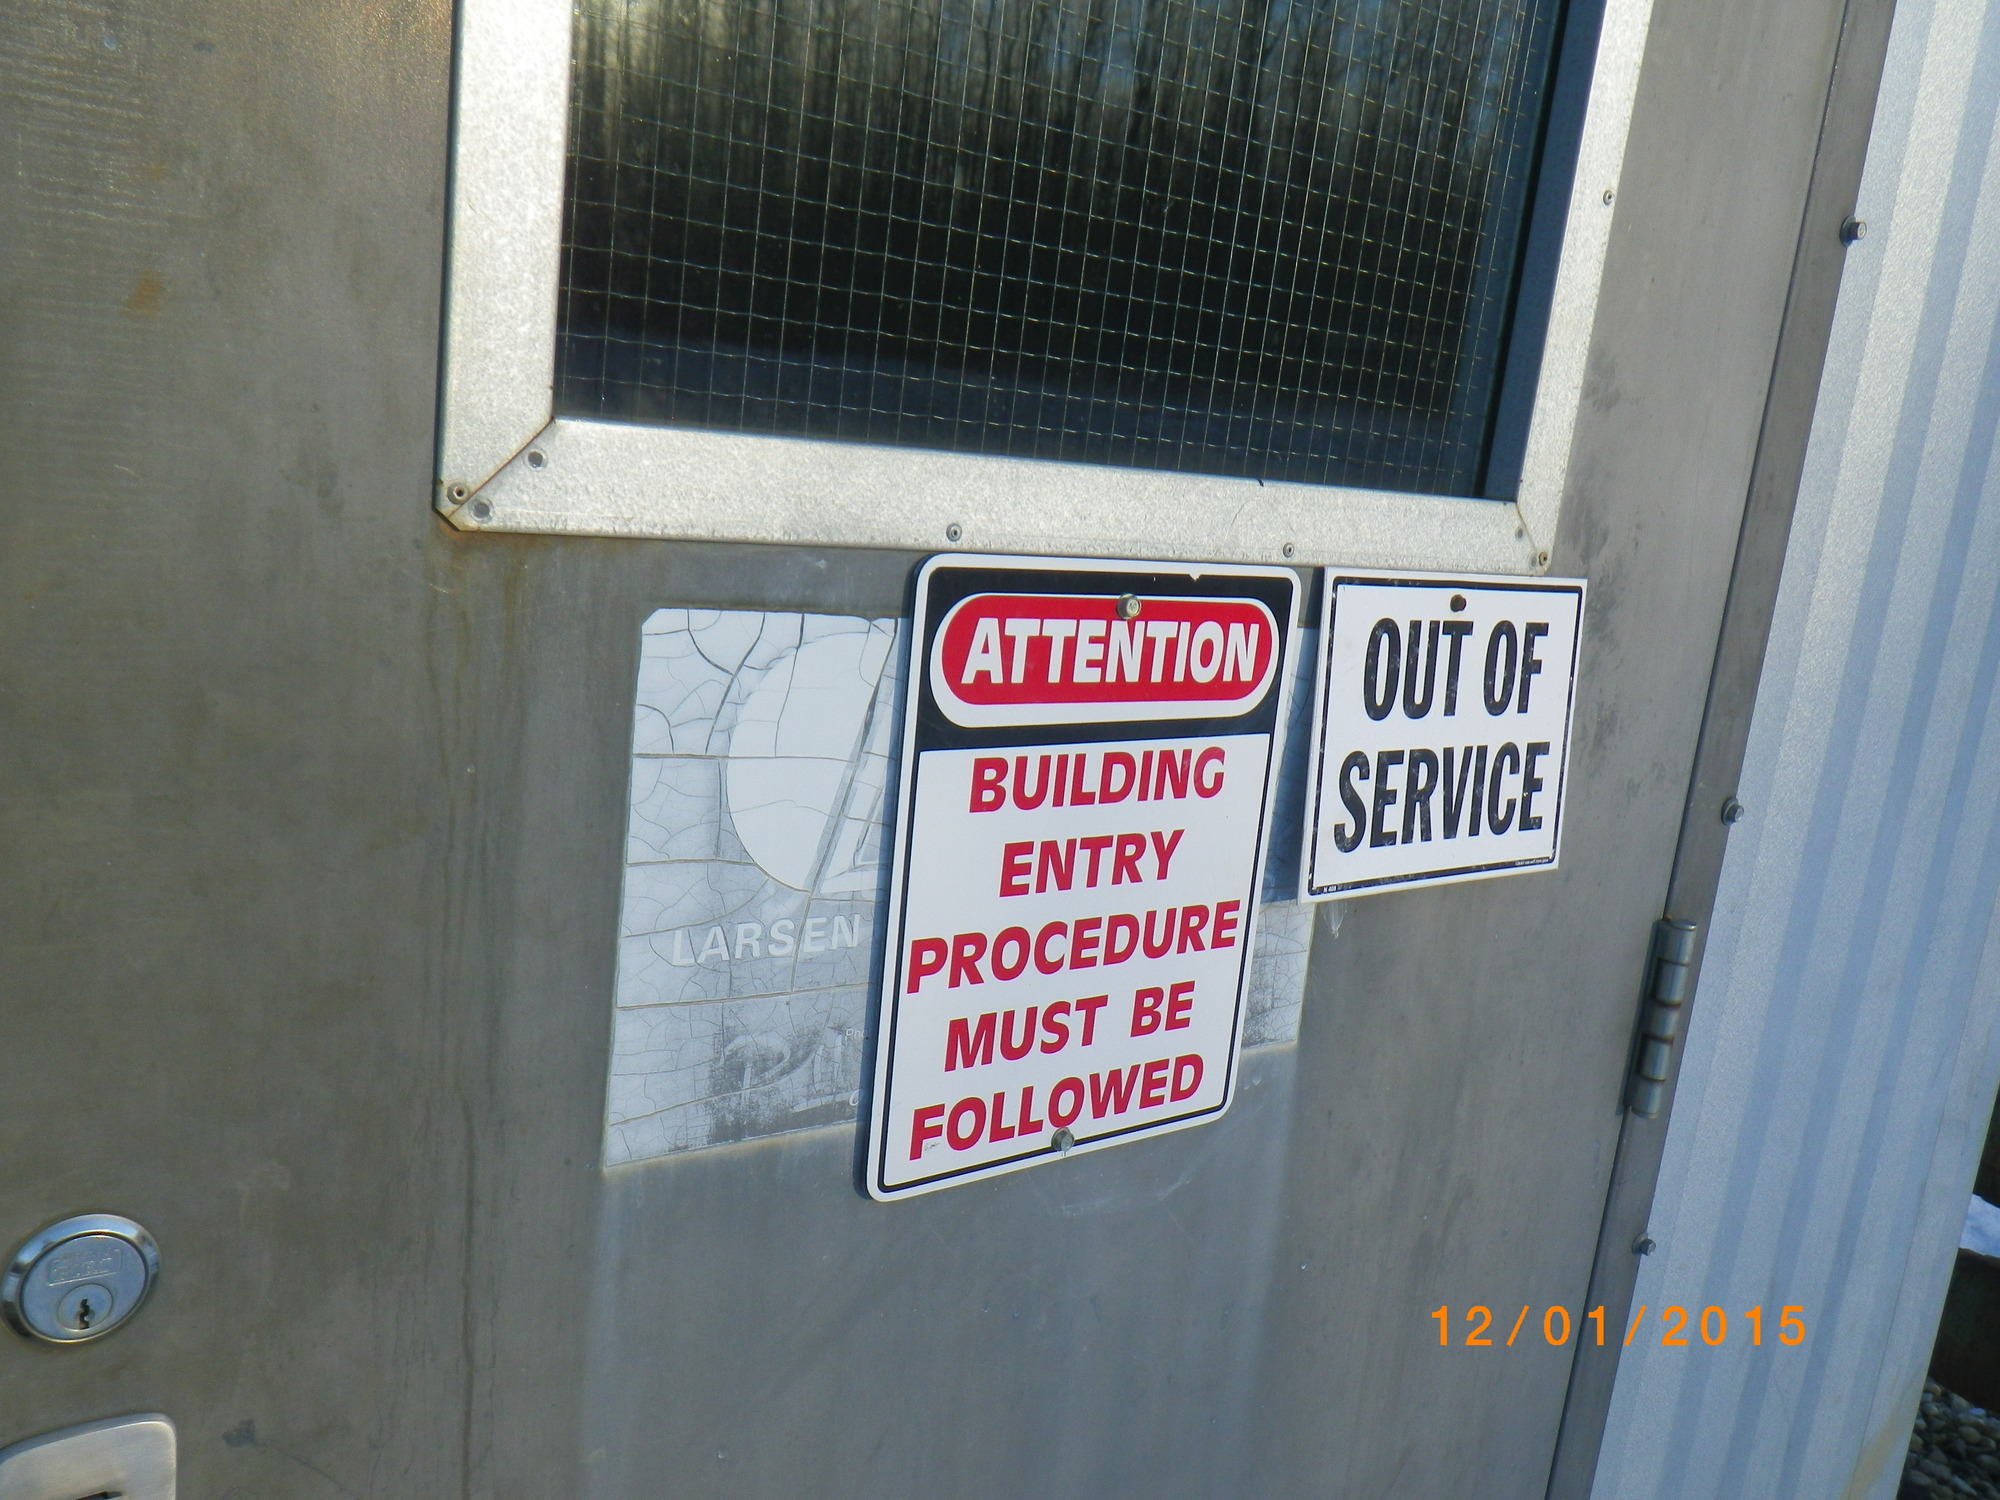 ATTENTION
BUILDING
ENTRY
PROCEDURE
MUST BE
FOLLOWED
OUT OF
SERVICE
LARSEN
12/01/2015